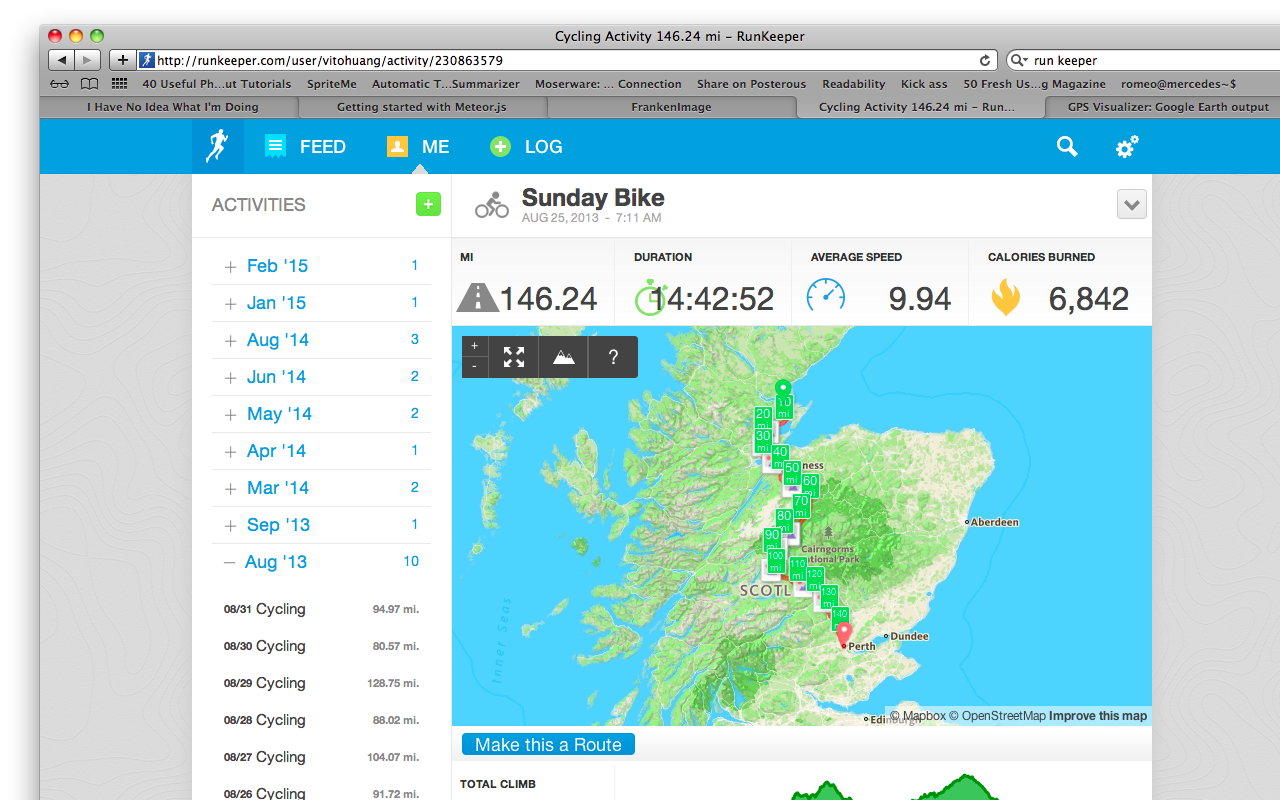 Cycling Activity 146.24 mi – RunKeeper
http://runkeeper.com/user/vitohuang/activity/230863579
run keeper
40 Useful Ph...ut Tutorials SpriteMe Automatic T...Summarizer Moserware: ... Connection Share on Posterous Readability Kick ass 50 Fresh Us...g Magazine romeo@mercedes~$
I Have No Idea What I'm Doing Getting started with Meteor.js FrankenImage Cycling Activity 146.24 mi – Run... GPS Visualizer: Google Earth output
FEED ME LOG
ACTIVITIES +
Sunday Bike
AUG 25, 2013 - 7:11 AM
+ Feb '15 1
+ Jan '15 1
+ Aug '14 3
+ Jun '14 2
+ May '14 2
+ Apr '14 1
+ Mar '14 2
+ Sep '13 1
– Aug '13 10
08/31 Cycling 94.97 mi.
08/30 Cycling 80.57 mi.
08/29 Cycling 128.75 mi.
08/28 Cycling 88.02 mi.
08/27 Cycling 104.07 mi.
08/26 Cycling 91.72 mi.
MI DURATION AVERAGE SPEED CALORIES BURNED
146.24 14:42:52 9.94 6,842
+
-
?
10 mi
20 mi
30 mi
40 mi
50 mi
ness
60 mi
70 mi
80 mi
90 mi
100 mi
110 mi
120 mi
130 mi
140
Aberdeen
Cairngorms
National Park
SCOTL
Dundee
Perth
Inner Seas
Edinburgh
© Mapbox © OpenStreetMap Improve this map
Make this a Route
TOTAL CLIMB